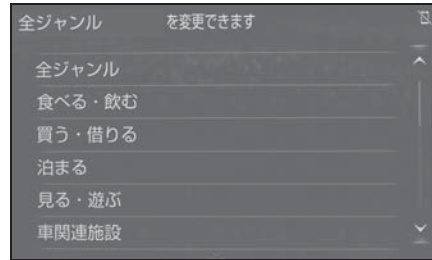 全ジャンル を変更できます
全ジャンル
食べる・飲む
買う・借りる
泊まる
見る・遊ぶ
車関連施設